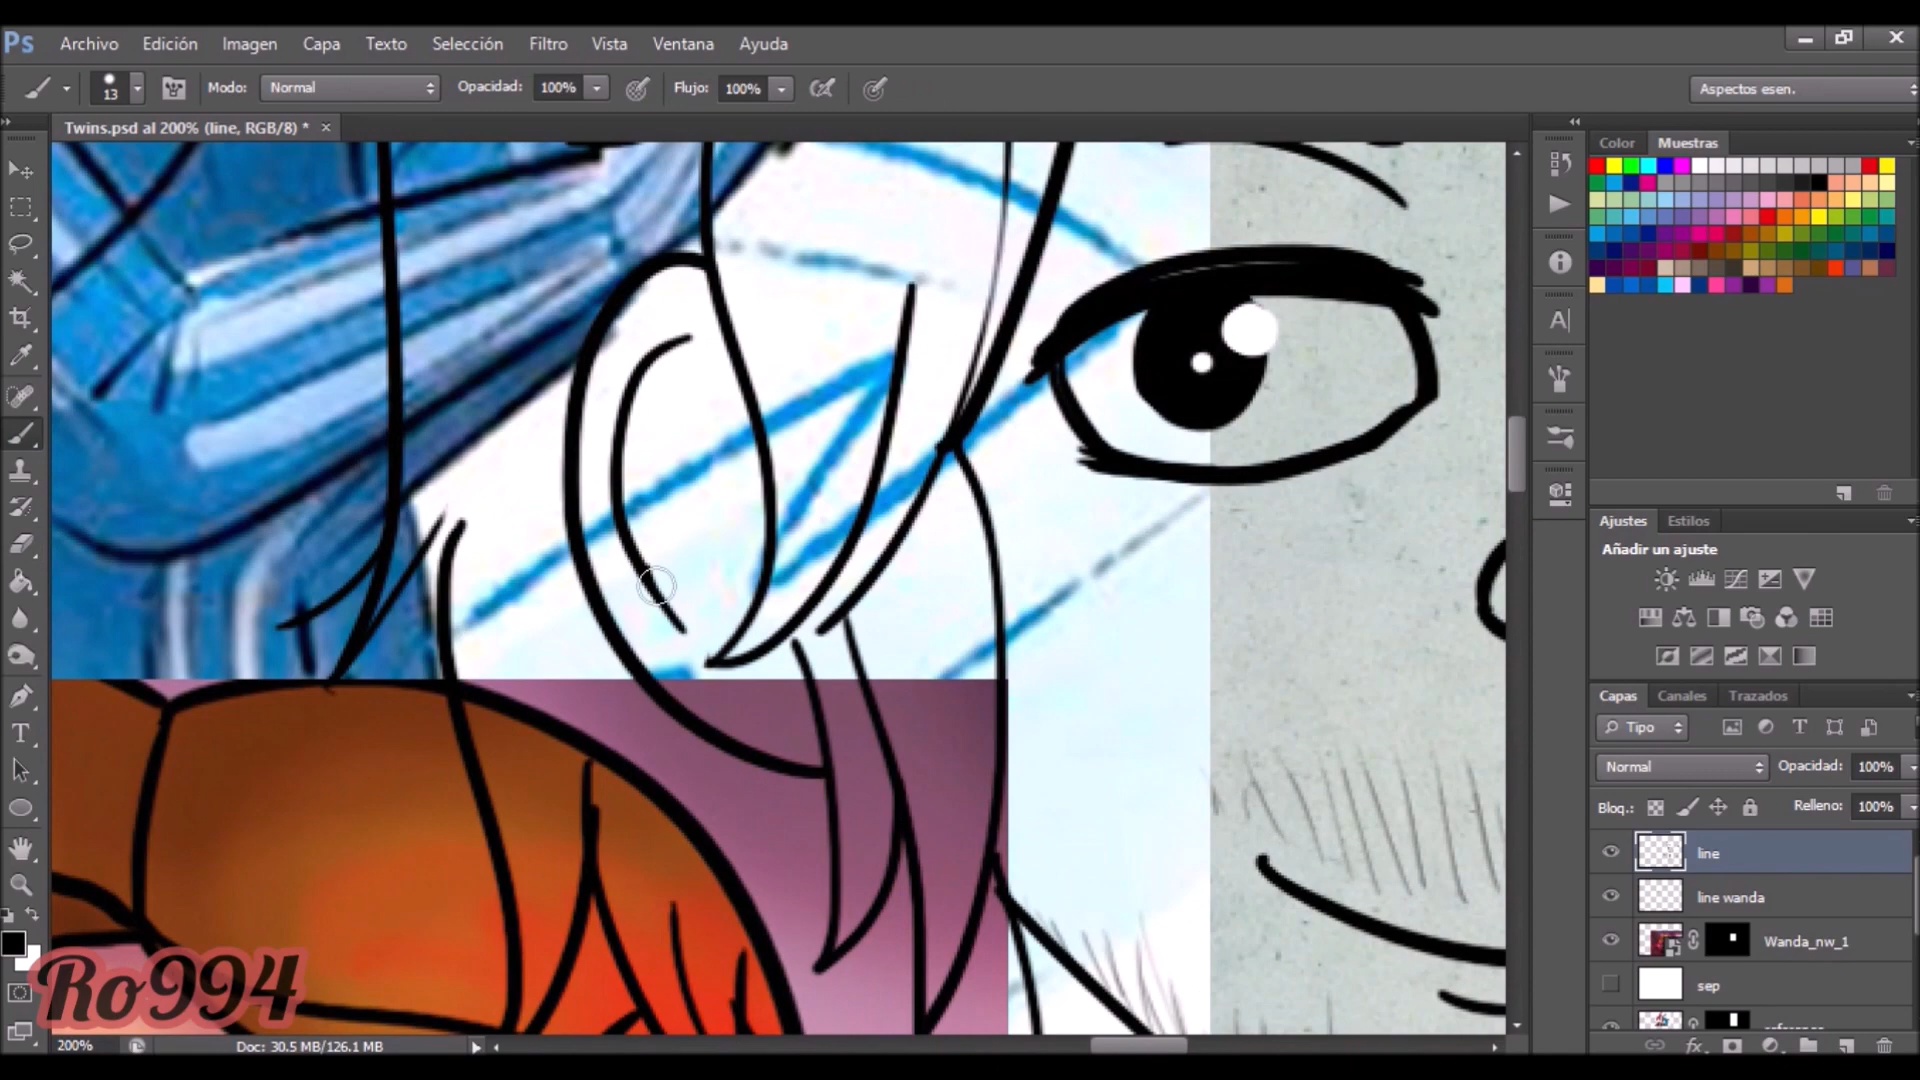 Ps Archivo Edición Imagen Capa Texto Selección Filtro Vista Ventana Ayuda
13 Modo: Normal Opacidad: 100% Flujo: 100% Aspectos esen.
Twins.psd al 200% (line, RGB/8) * ×
Color Muestras
Ajustes Estilos
Añadir un ajuste
Capas Canales Trazados
Tipo
Normal Opacidad: 100%
Bloq.: Relleno: 100%
line
line wanda
Wanda_nw_1
sep
Ro994
200% Doc: 30.5 MB/126.1 MB